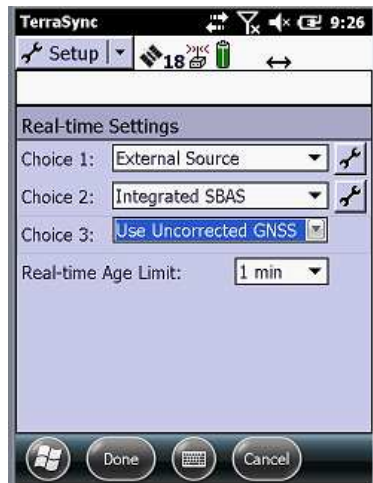 TerraSync 9:26
Setup 18
Real-time Settings
Choice 1: External Source
Choice 2: Integrated SBAS
Choice 3: Use Uncorrected GNSS
Real-time Age Limit: 1 min
Done Cancel